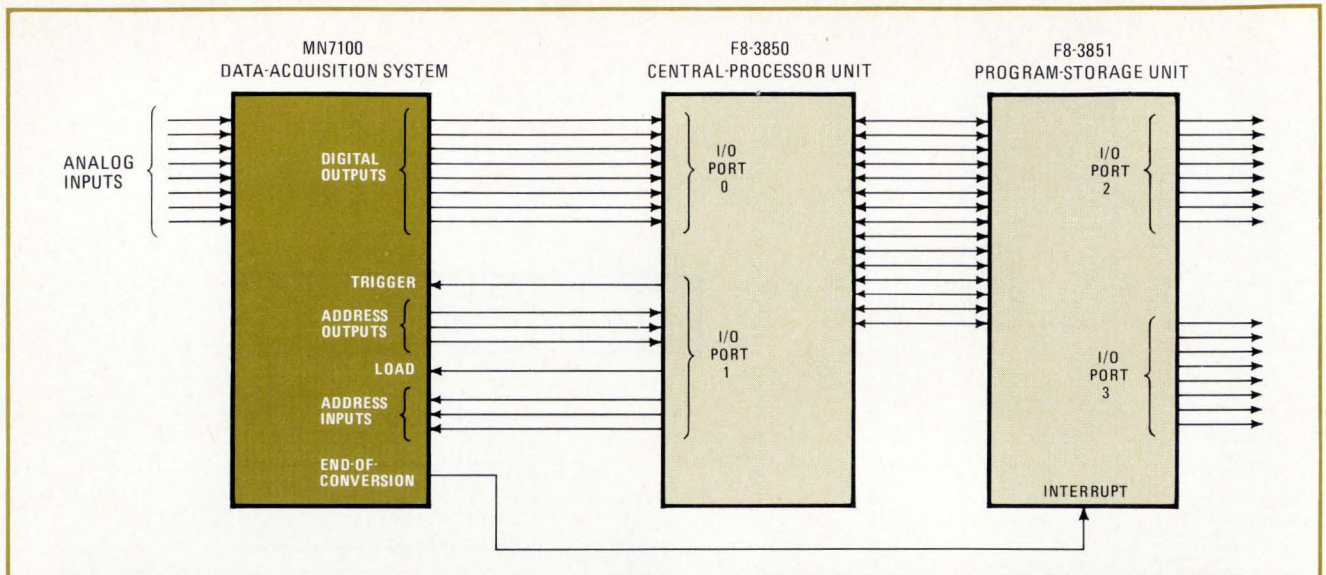 MN7100
DATA-ACQUISITION SYSTEM
F8-3850
CENTRAL-PROCESSOR UNIT
F8-3851
PROGRAM-STORAGE UNIT
ANALOG
INPUTS
DIGITAL
OUTPUTS
TRIGGER
ADDRESS
OUTPUTS
LOAD
ADDRESS
INPUTS
END-OF-
CONVERSION
I/O
PORT
0
I/O
PORT
1
I/O
PORT
2
I/O
PORT
3
INTERRUPT